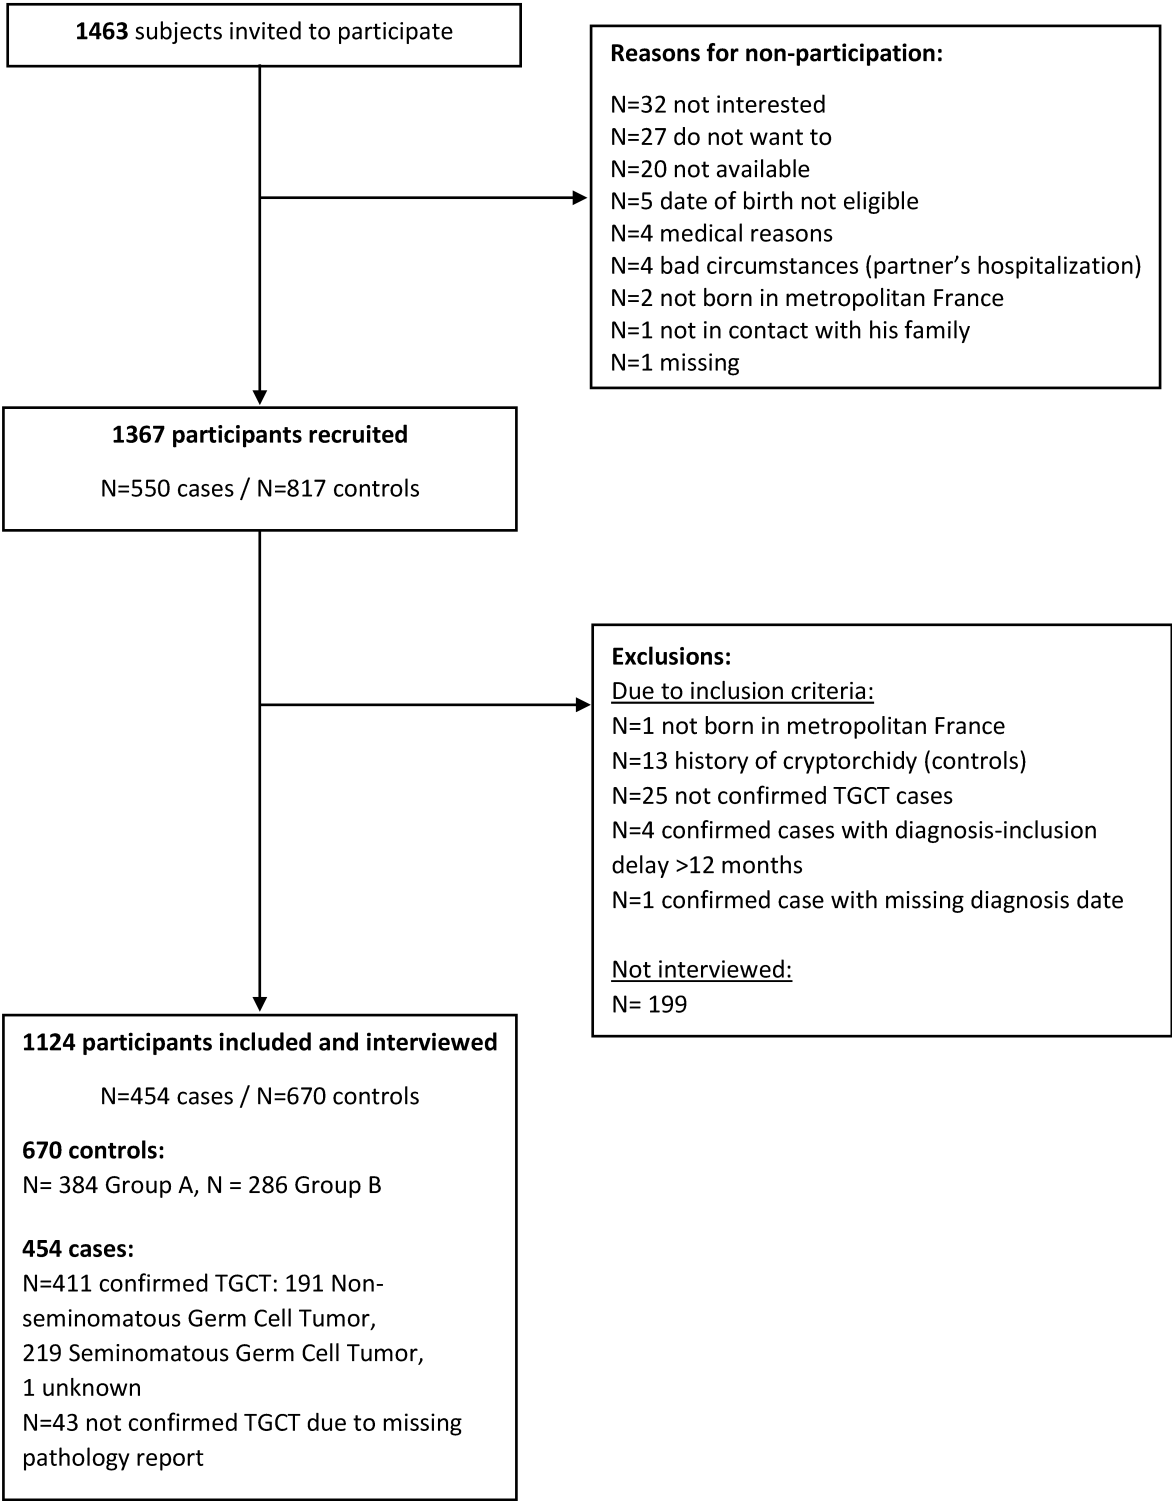 1463 subjects invited to participate
Reasons for non-participation:
N=32 not interested
N=27 do not want to
N=20 not available
N=5 date of birth not eligible
N=4 medical reasons
N=4 bad circumstances (partner’s hospitalization)
N=2 not born in metropolitan France
N=1 not in contact with his family
N=1 missing
1367 participants recruited
N=550 cases / N=817 controls
Exclusions:
Due to inclusion criteria:
N=1 not born in metropolitan France
N=13 history of cryptorchidy (controls)
N=25 not confirmed TGCT cases
N=4 confirmed cases with diagnosis-inclusion
delay >12 months
N=1 confirmed case with missing diagnosis date
Not interviewed:
N= 199
1124 participants included and interviewed
N=454 cases / N=670 controls
670 controls:
N= 384 Group A, N = 286 Group B
454 cases:
N=411 confirmed TGCT: 191 Non-
seminomatous Germ Cell Tumor,
219 Seminomatous Germ Cell Tumor,
1 unknown
N=43 not confirmed TGCT due to missing
pathology report